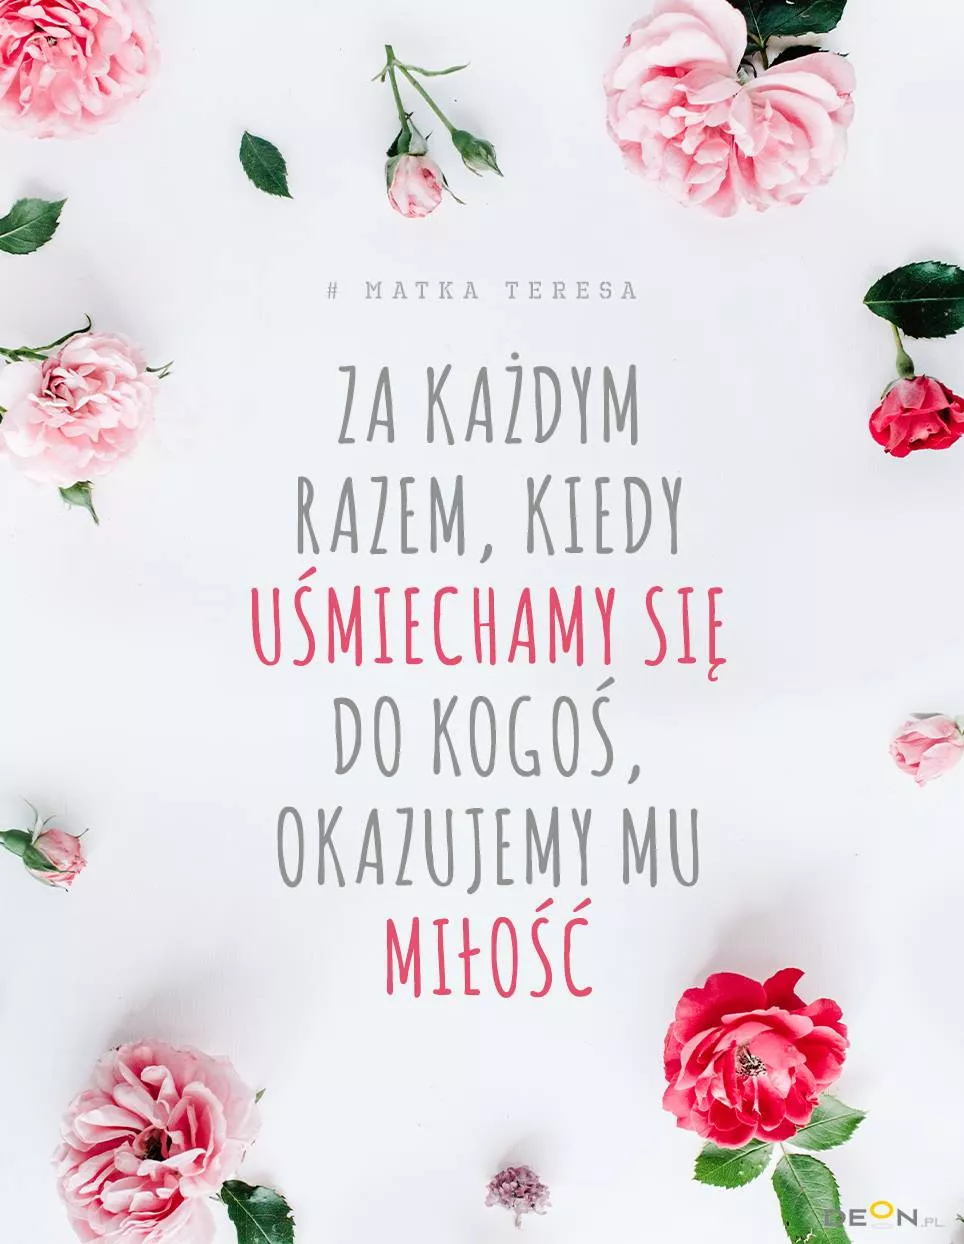 # MATKA TERESA
ZA KAŻDYM
RAZEM, KIEDY
UŚMIECHAMY SIĘ
DO KOGOŚ,
OKAZUJEMY MU
MIŁOŚĆ
DEON.PL